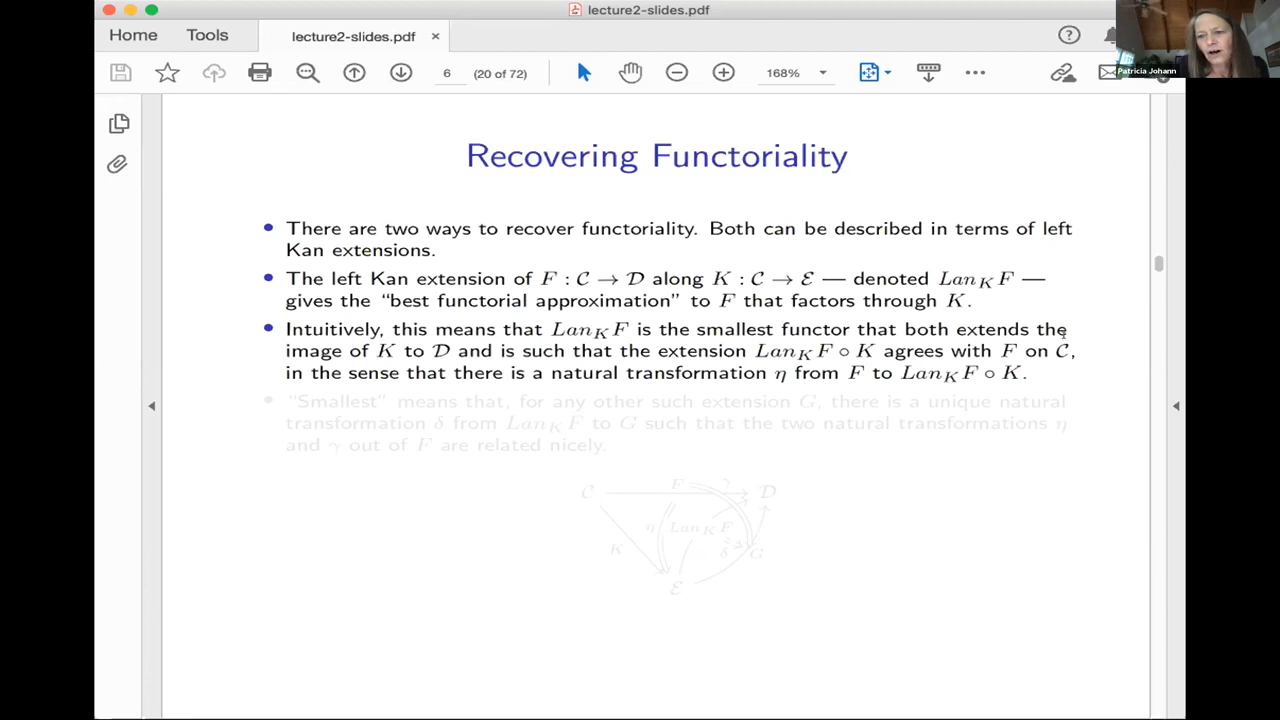 lecture2-slides.pdf
Home Tools lecture2-slides.pdf ×
6 (20 of 72) 168%
Patricia Johann
Recovering Functoriality
There are two ways to recover functoriality. Both can be described in terms of left
Kan extensions.
The left Kan extension of F : C → D along K : C → E — denoted Lan_K F —
gives the “best functorial approximation” to F that factors through K.
Intuitively, this means that Lan_K F is the smallest functor that both extends the
image of K to D and is such that the extension Lan_K F ∘ K agrees with F on C,
in the sense that there is a natural transformation η from F to Lan_K F ∘ K.
“Smallest” means that, for any other such extension G, there is a unique natural
transformation δ from Lan_K F to G such that the two natural transformations η
and γ out of F are related nicely.
C F γ D
η Lan_K F
K δ G
E